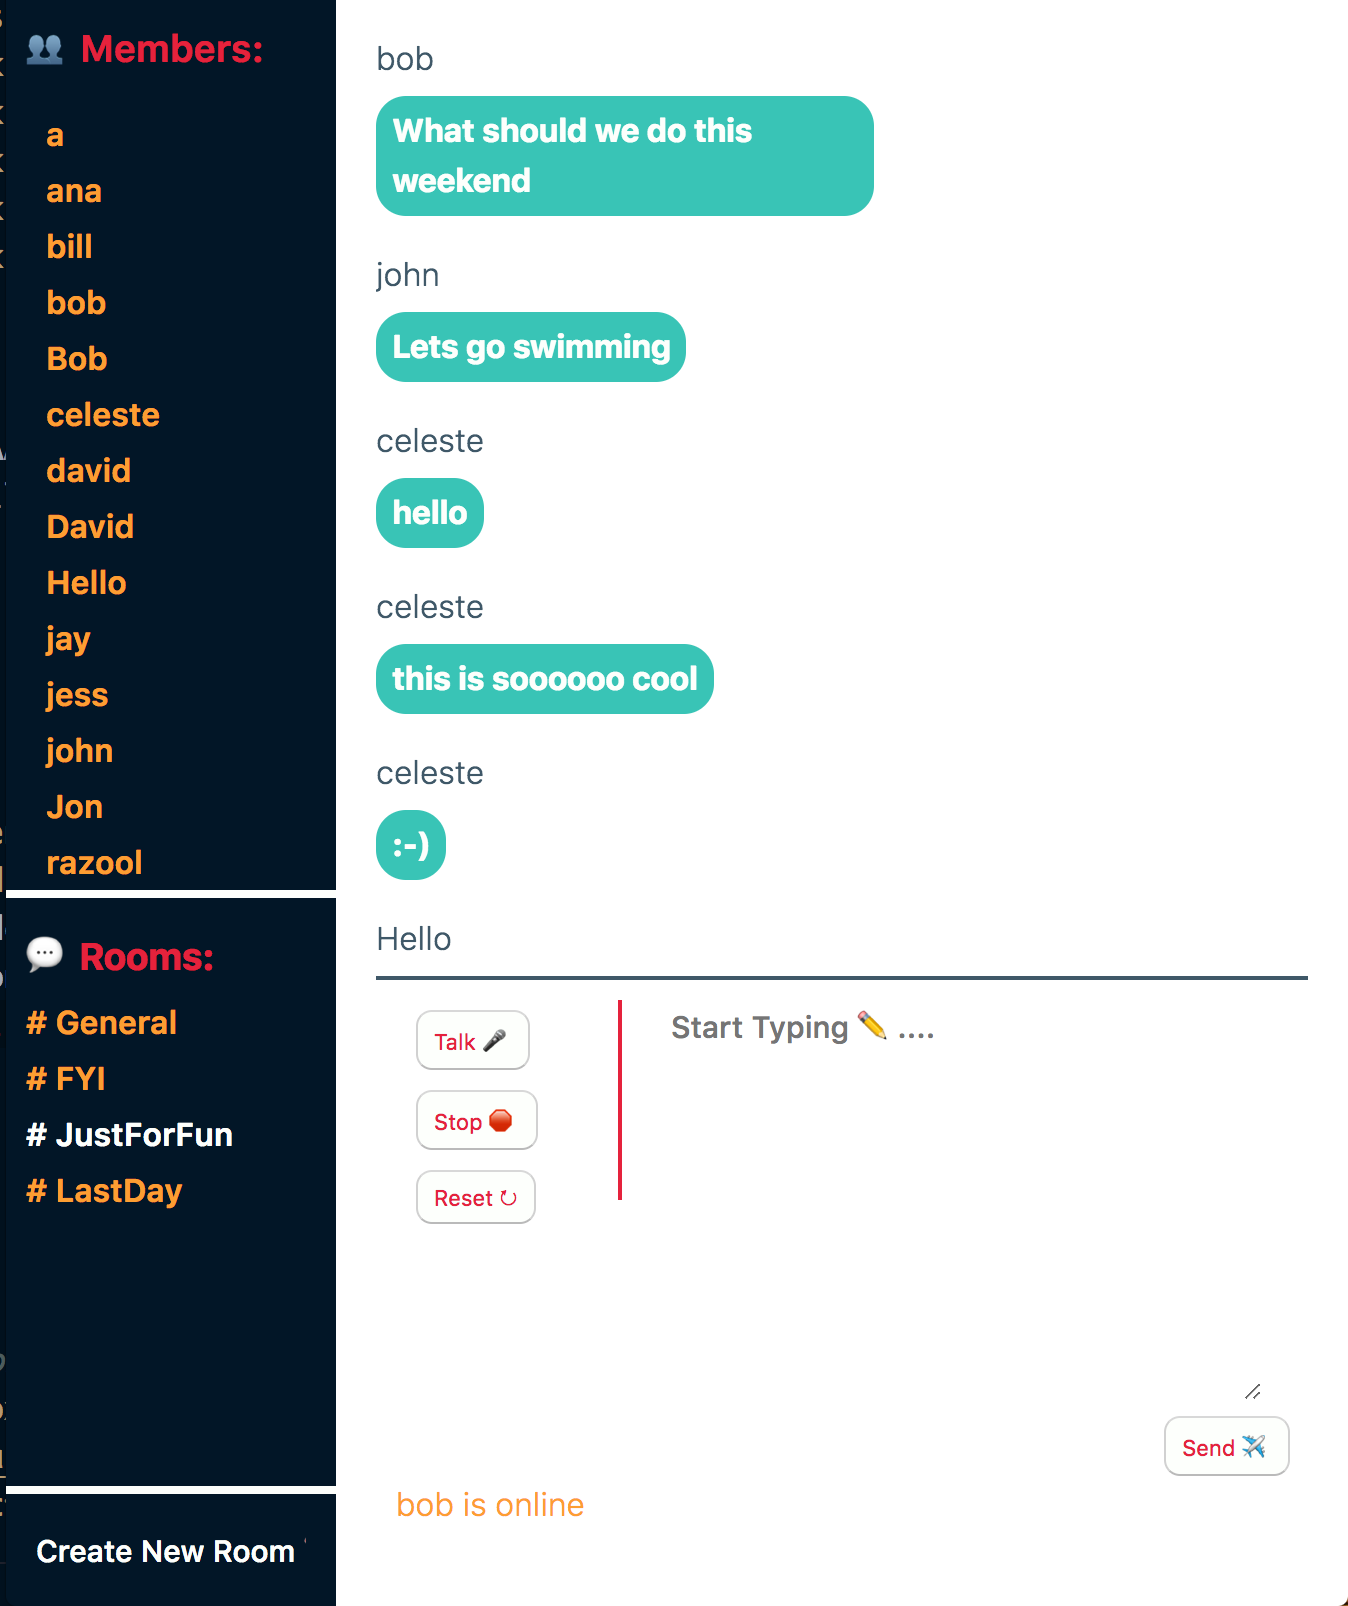 👥 Members:
a
ana
bill
bob
Bob
celeste
david
David
Hello
jay
jess
john
Jon
razool
💬 Rooms:
# General
# FYI
# JustForFun
# LastDay
Create New Room
bob
What should we do this
weekend
john
Lets go swimming
celeste
hello
celeste
this is soooooo cool
celeste
:-)
Hello
Talk 🎤
Stop 🛑
Reset ↻
Start Typing ✏️ ....
Send ✈️
bob is online